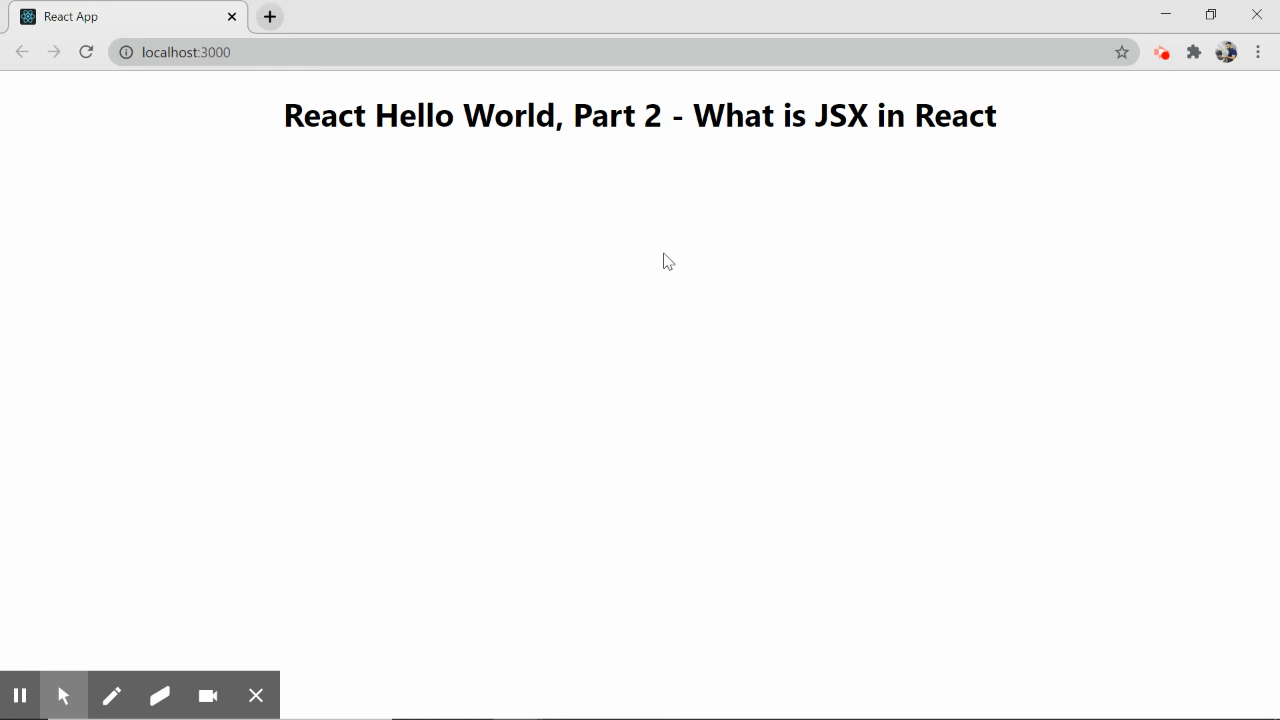 React App
localhost:3000
React Hello World, Part 2 - What is JSX in React